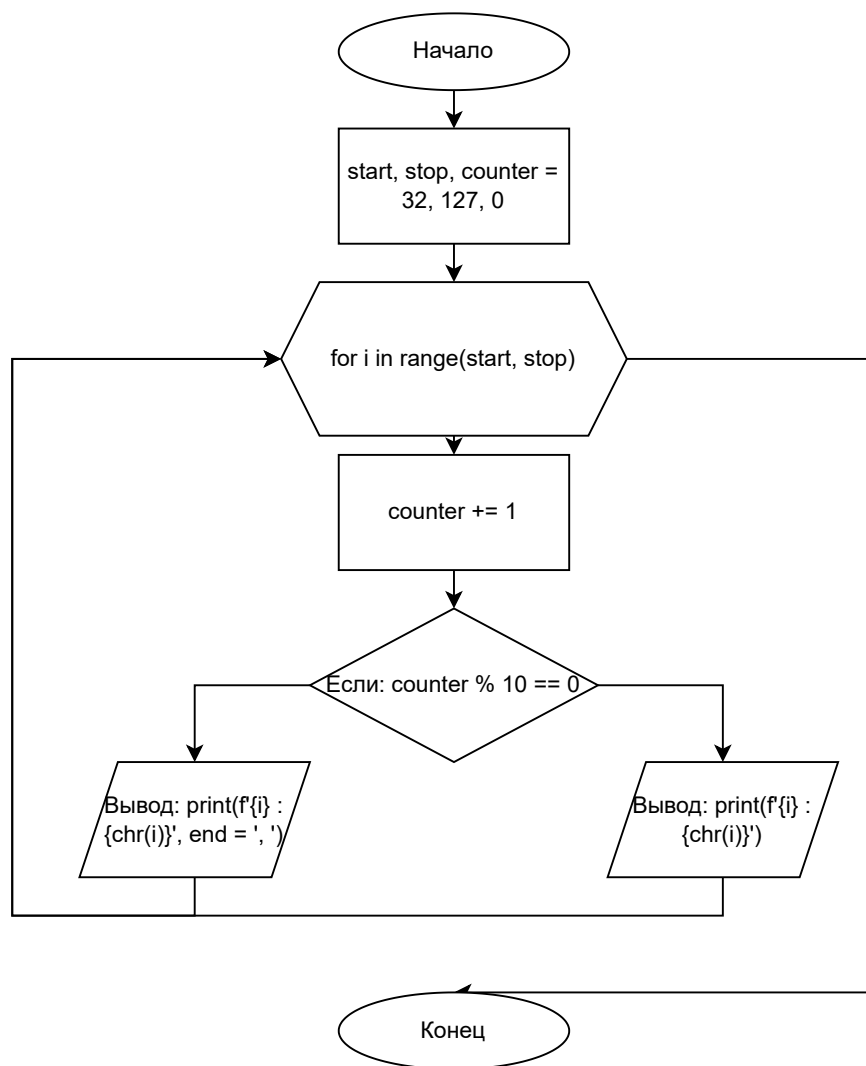 Начало
start, stop, counter =
32, 127, 0
for i in range(start, stop)
counter += 1
Если: counter % 10 == 0
Вывод: print(f'{i} :
{chr(i)}', end = ', ')
Вывод: print(f'{i} :
{chr(i)}')
Конец